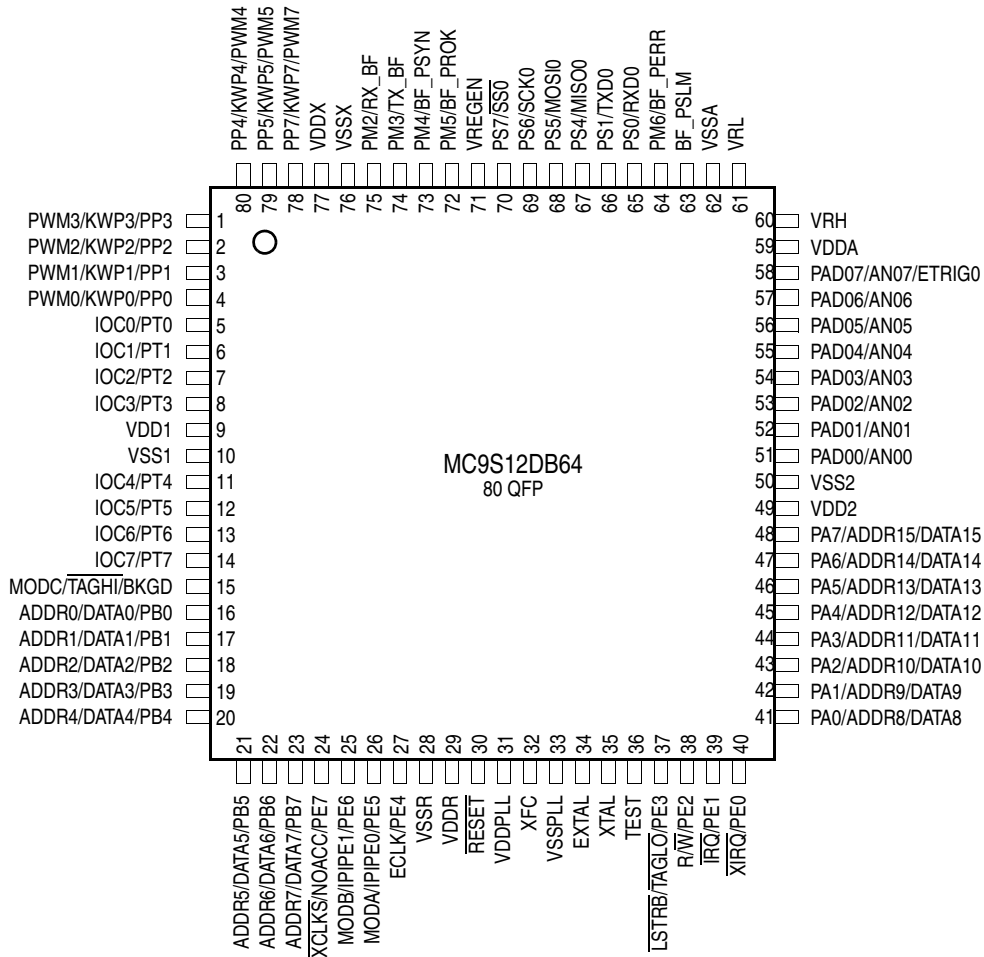 PP4/KWP4/PWM4
PP5/KWP5/PWM5
PP7/KWP7/PWM7
VDDX
VSSX
PM2/RX_BF
PM3/TX_BF
PM4/BF_PSYN
PM5/BF_PROK
VREGEN
PS7/SS0
PS6/SCK0
PS5/MOSI0
PS4/MISO0
PS1/TXD0
PS0/RXD0
PM6/BF_PERR
BF_PSLM
VSSA
VRL
80
79
78
77
76
75
74
73
72
71
70
69
68
67
66
65
64
63
62
61
PWM3/KWP3/PP3 1
PWM2/KWP2/PP2 2
PWM1/KWP1/PP1 3
PWM0/KWP0/PP0 4
IOC0/PT0 5
IOC1/PT1 6
IOC2/PT2 7
IOC3/PT3 8
VDD1 9
VSS1 10
IOC4/PT4 11
IOC5/PT5 12
IOC6/PT6 13
IOC7/PT7 14
MODC/TAGHI/BKGD 15
ADDR0/DATA0/PB0 16
ADDR1/DATA1/PB1 17
ADDR2/DATA2/PB2 18
ADDR3/DATA3/PB3 19
ADDR4/DATA4/PB4 20
MC9S12DB64
80 QFP
60 VRH
59 VDDA
58 PAD07/AN07/ETRIG0
57 PAD06/AN06
56 PAD05/AN05
55 PAD04/AN04
54 PAD03/AN03
53 PAD02/AN02
52 PAD01/AN01
51 PAD00/AN00
50 VSS2
49 VDD2
48 PA7/ADDR15/DATA15
47 PA6/ADDR14/DATA14
46 PA5/ADDR13/DATA13
45 PA4/ADDR12/DATA12
44 PA3/ADDR11/DATA11
43 PA2/ADDR10/DATA10
42 PA1/ADDR9/DATA9
41 PA0/ADDR8/DATA8
21
22
23
24
25
26
27
28
29
30
31
32
33
34
35
36
37
38
39
40
ADDR5/DATA5/PB5
ADDR6/DATA6/PB6
ADDR7/DATA7/PB7
XCLKS/NOACC/PE7
MODB/IPIPE1/PE6
MODA/IPIPE0/PE5
ECLK/PE4
VSSR
VDDR
RESET
VDDPLL
XFC
VSSPLL
EXTAL
XTAL
TEST
LSTRB/TAGLO/PE3
R/W/PE2
IRQ/PE1
XIRQ/PE0